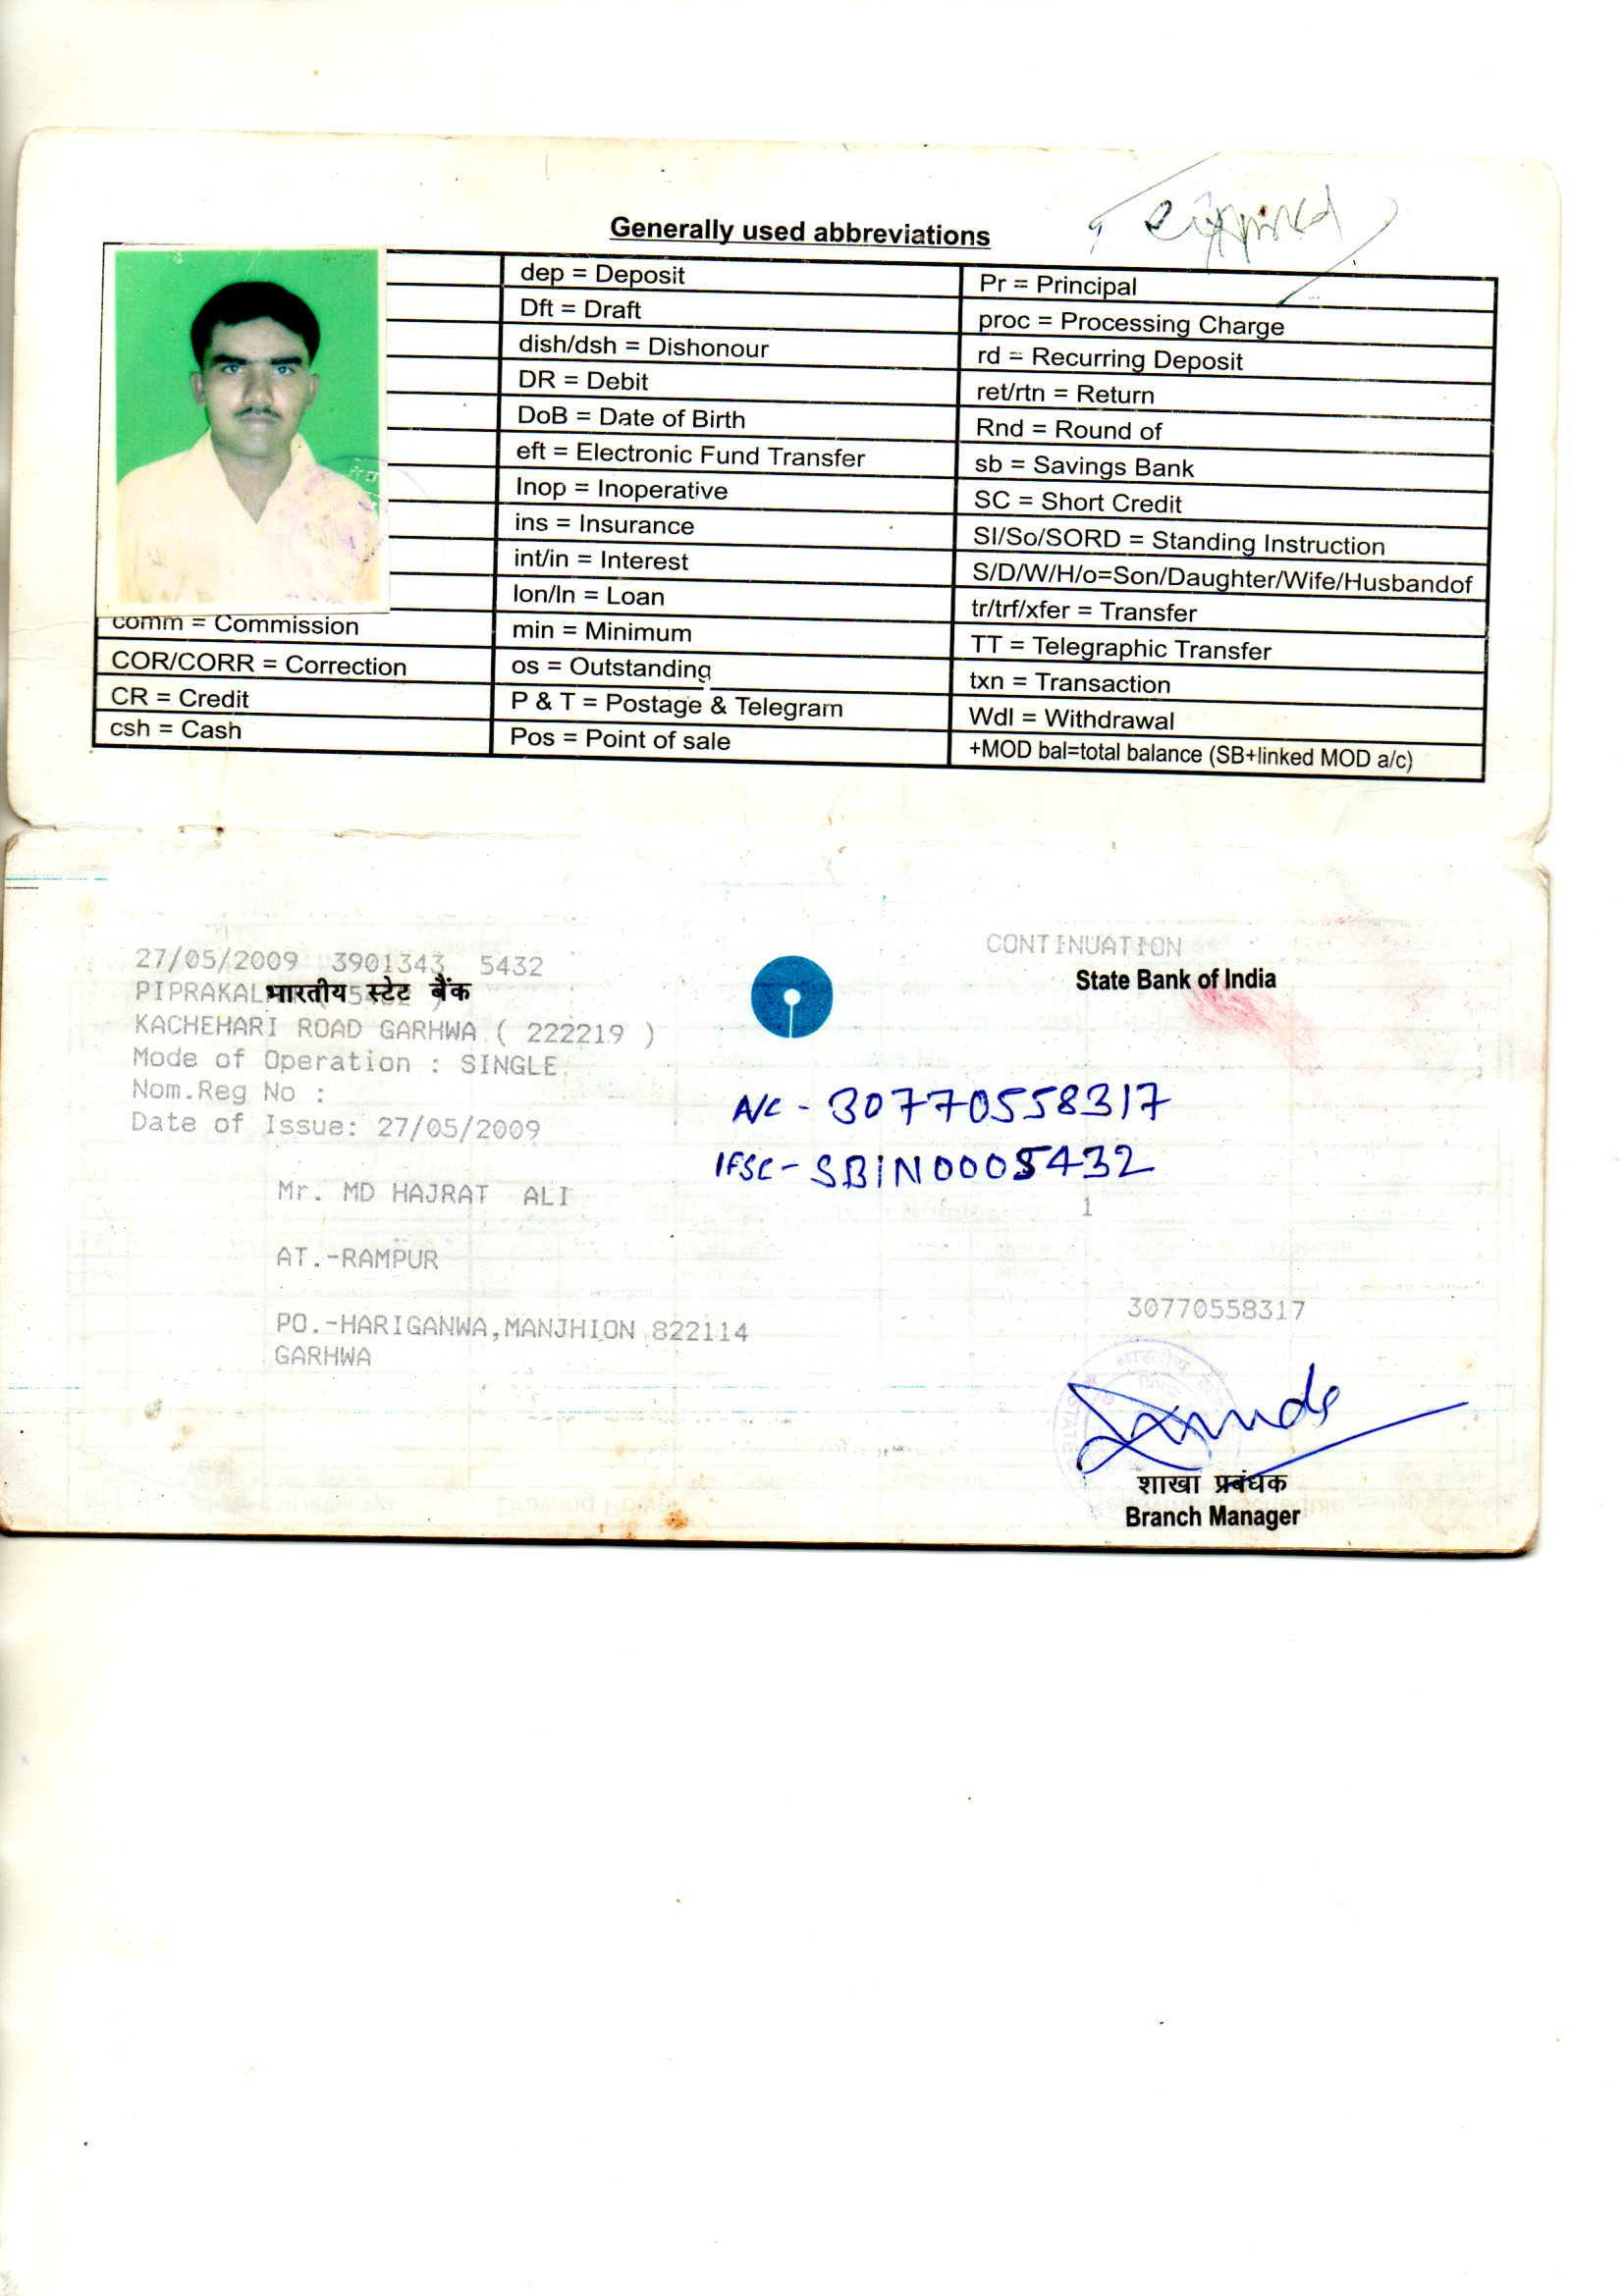 Generally used abbreviations
dep = Deposit
Dft = Draft
dish/dsh = Dishonour
DR = Debit
DoB = Date of Birth
eft = Electronic Fund Transfer
Inop = Inoperative
ins = Insurance
int/in = Interest
lon/ln = Loan
min = Minimum
os = Outstanding
P & T = Postage & Telegram
Pos = Point of sale
comm = Commission
COR/CORR = Correction
CR = Credit
csh = Cash
Pr = Principal
proc = Processing Charge
rd = Recurring Deposit
ret/rtn = Return
Rnd = Round of
sb = Savings Bank
SC = Short Credit
SI/So/SORD = Standing Instruction
S/D/W/H/o=Son/Daughter/Wife/Husbandof
tr/trf/xfer = Transfer
TT = Telegraphic Transfer
txn = Transaction
Wdl = Withdrawal
+MOD bal=total balance (SB+linked MOD a/c)
CONTINUATION
27/05/2009 3901343 5432
भारतीय स्टेट बैंक
State Bank of India
KACHEHARI ROAD GARHWA ( 222219 )
Mode of Operation : SINGLE
Nom.Reg No :
Date of Issue: 27/05/2009
A/C - 30770558317
IFSC - SBIN0005432
Mr. MD HAJRAT ALI
1
AT.-RAMPUR
PO.-HARIGANWA,MANJHION 822114
GARHWA
30770558317
शाखा प्रबंधक
Branch Manager